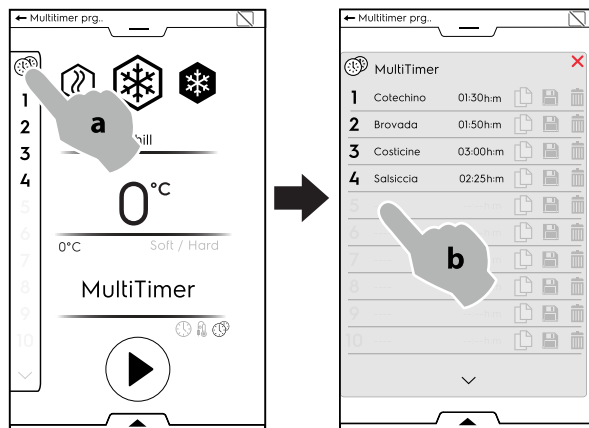 ← Multitimer prg..
1
a
2
hill
3
4
0°C
5
6
0°C Soft / Hard
7
8
MultiTimer
9
10
← Multitimer prg..
MultiTimer
1 Cotechino 01:30h:m
2 Brovada 01:50h:m
3 Costicine 03:00h:m
4 Salsiccia 02:25h:m
5
6
b
7
8
9
10